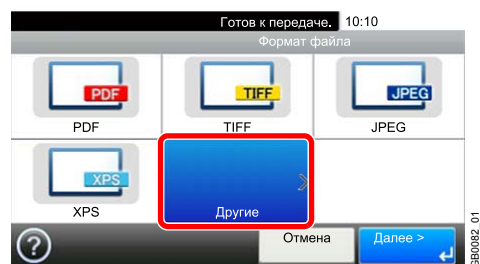 Готов к передаче. 10:10
Формат файла
PDF TIFF JPEG
PDF TIFF JPEG
XPS
XPS Другие
? Отмена Далее >
GB0082_01